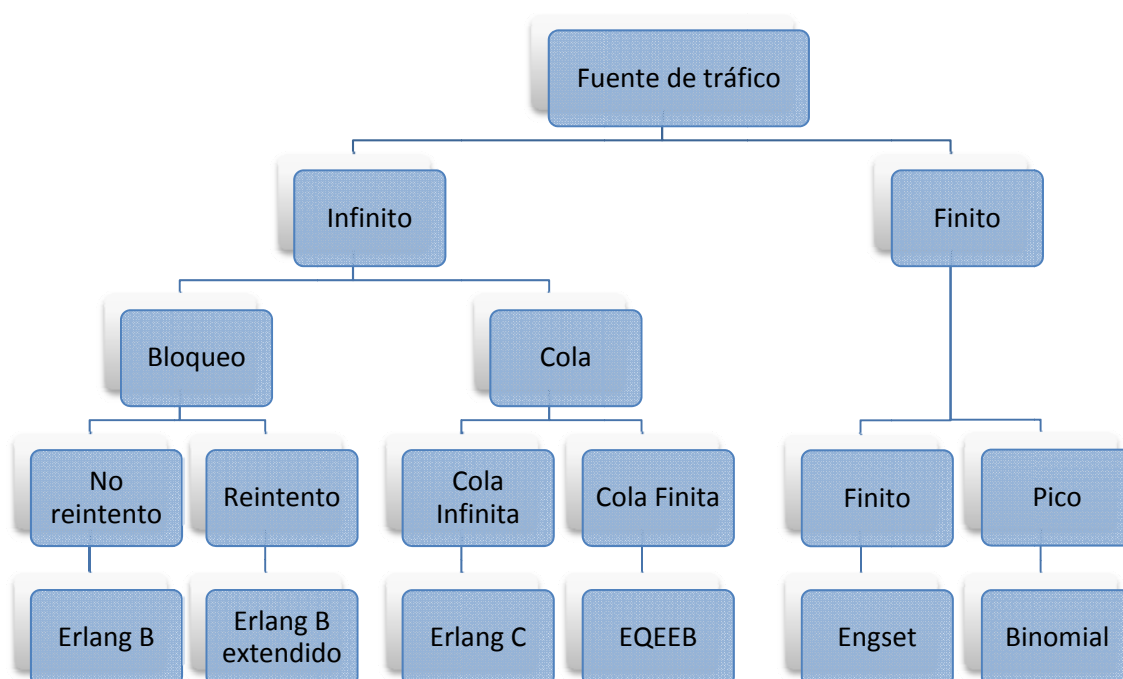 Fuente de tráfico
Infinito
Finito
Bloqueo
Cola
No
reintento
Reintento
Cola
Infinita
Cola Finita
Finito
Pico
Erlang B
Erlang B
extendido
Erlang C
EQEEB
Engset
Binomial